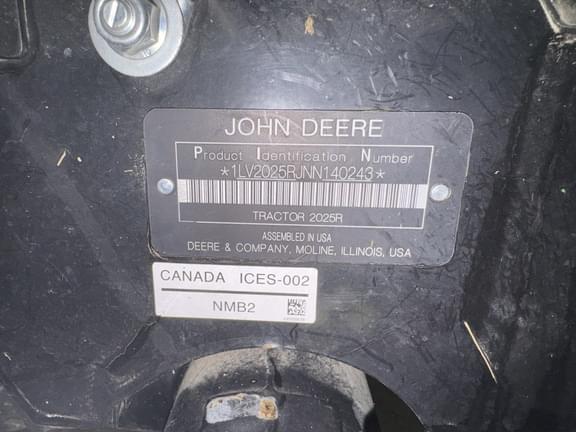 JOHN DEERE
Product Identification Number
*1LV2025RJNN140243*
TRACTOR 2025R
ASSEMBLED IN USA
DEERE & COMPANY, MOLINE, ILLINOIS, USA
CANADA ICES-002
NMB2